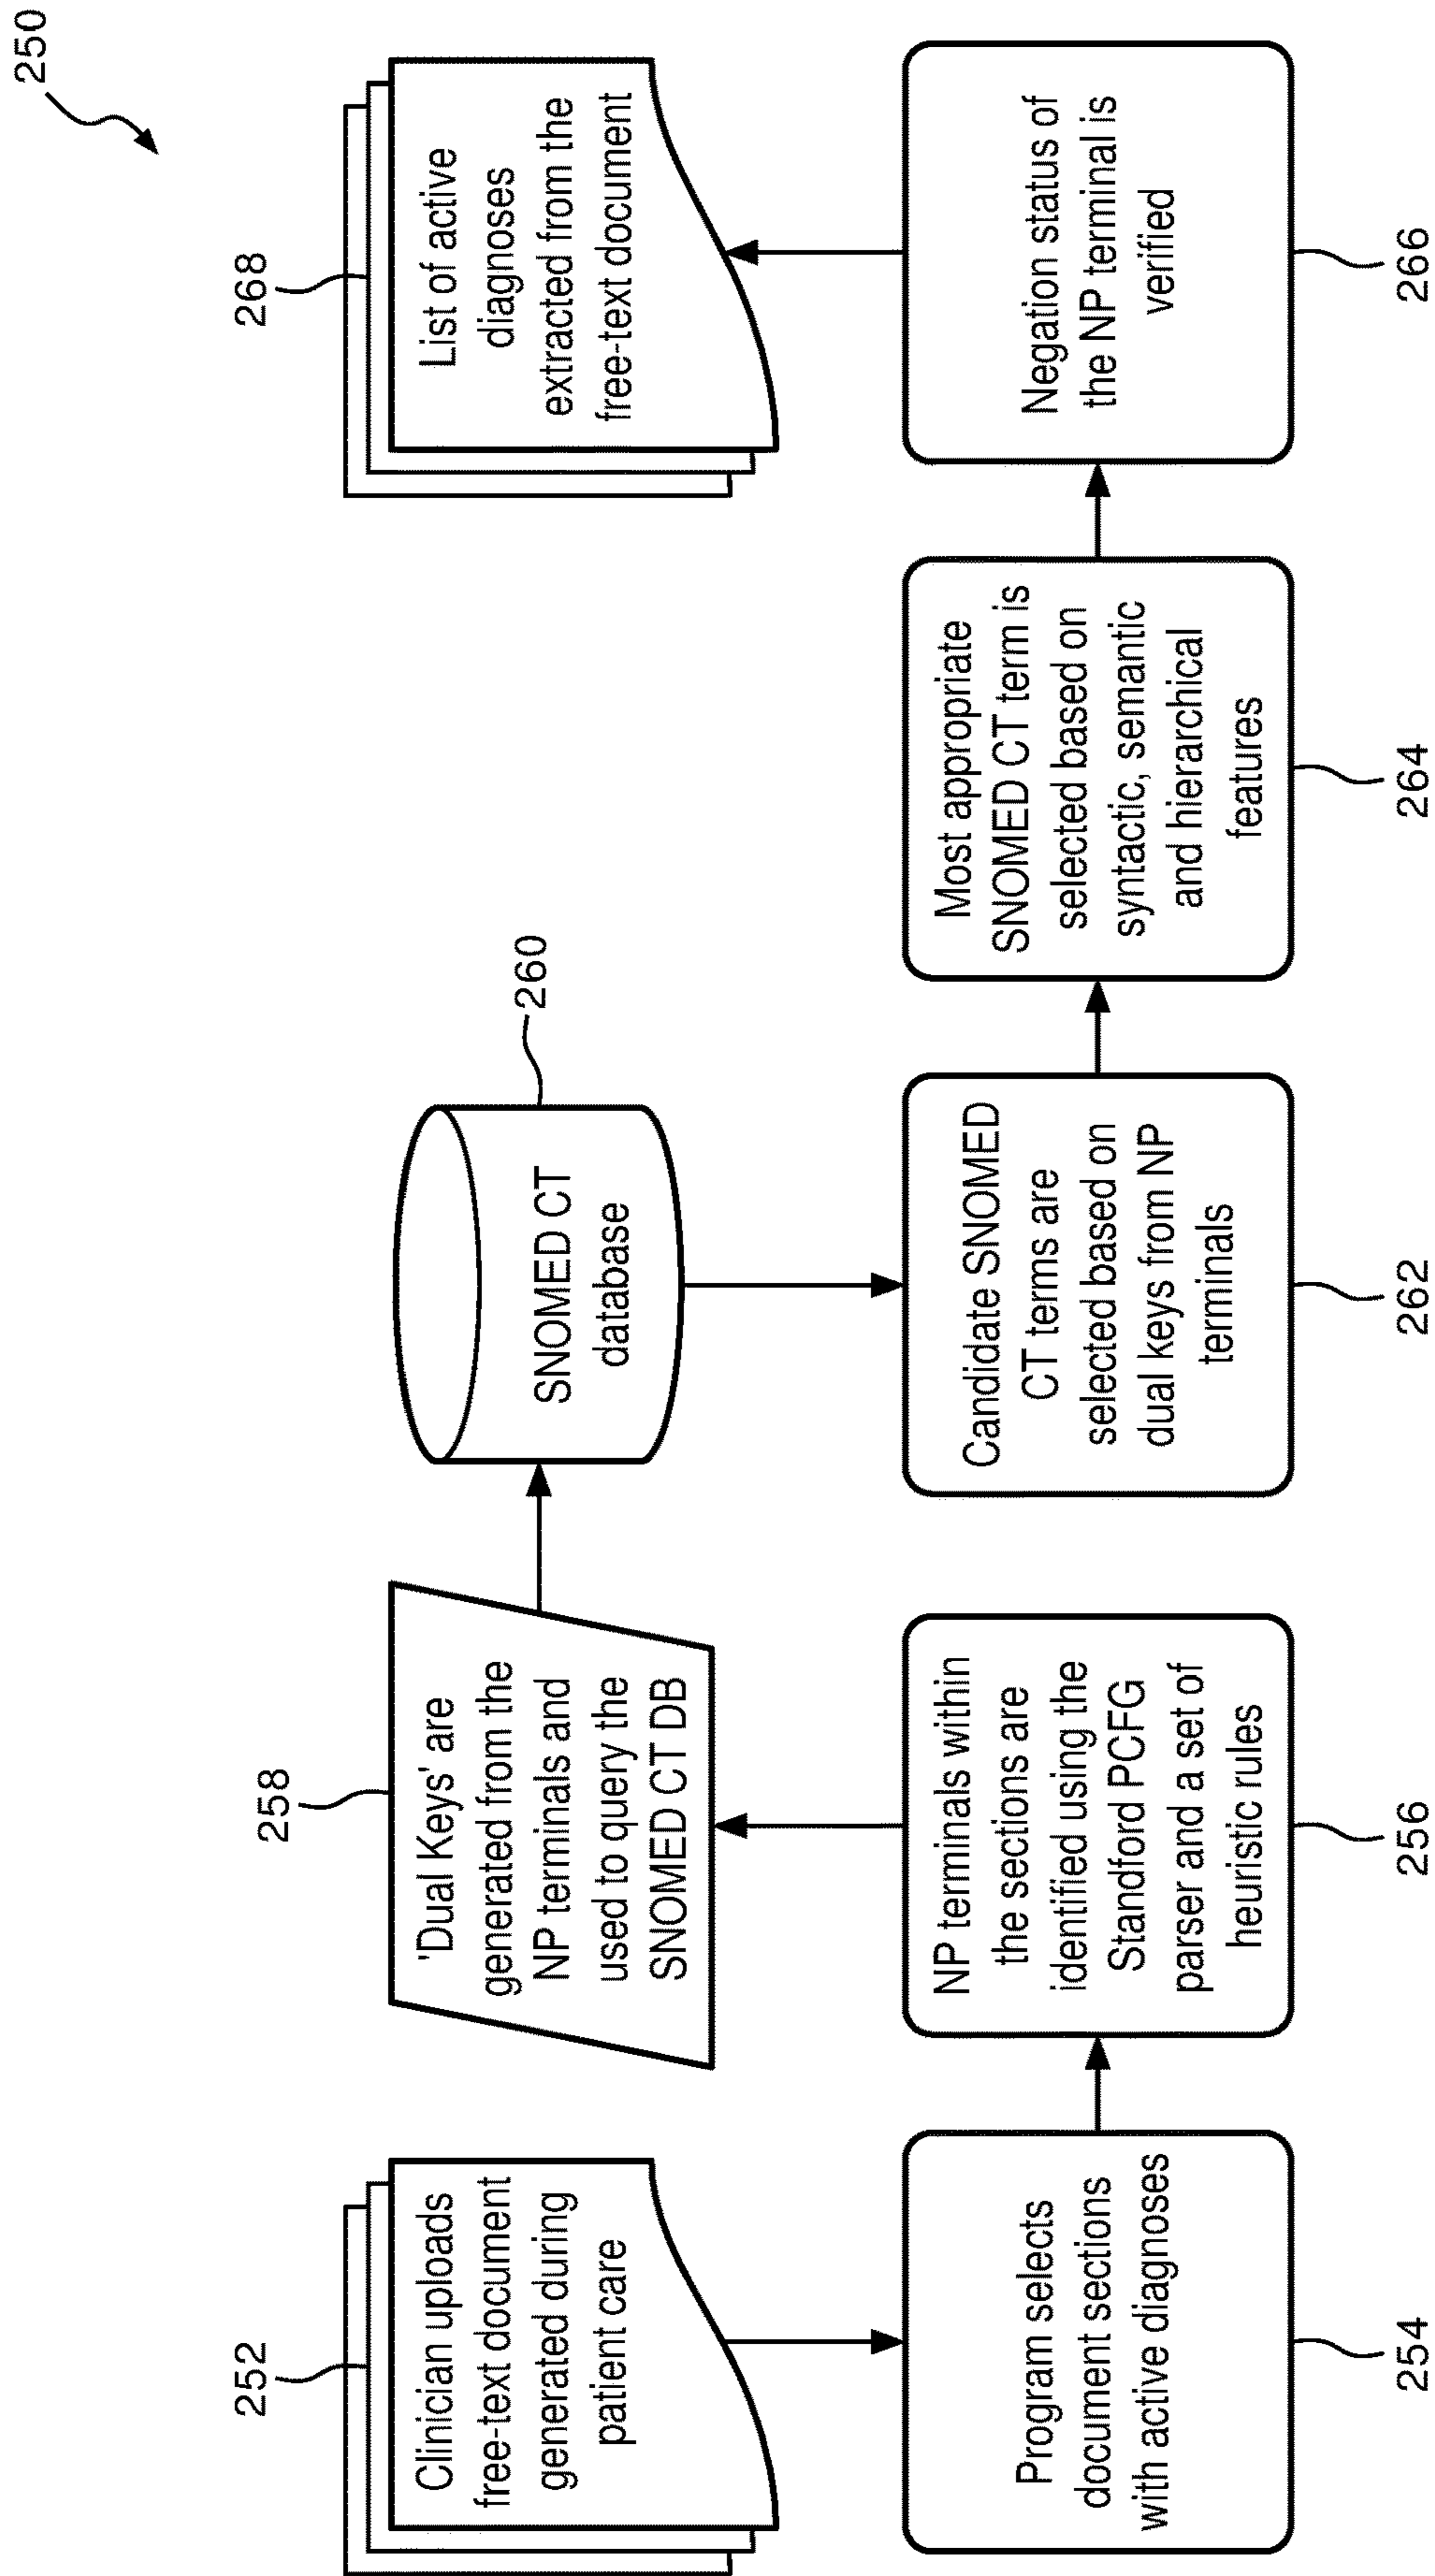 250
252
Clinician uploads
free-text document
generated during
patient care
254
Program selects
document sections
with active diagnoses
256
NP terminals within
the sections are
identified using the
Standford PCFG
parser and a set of
heuristic rules
258
'Dual Keys' are
generated from the
NP terminals and
used to query the
SNOMED CT DB
260
SNOMED CT
database
262
Candidate SNOMED
CT terms are
selected based on
dual keys from NP
terminals
264
Most appropriate
SNOMED CT term is
selected based on
syntactic, semantic
and hierarchical
features
266
Negation status of
the NP terminal is
verified
268
List of active
diagnoses
extracted from the
free-text document